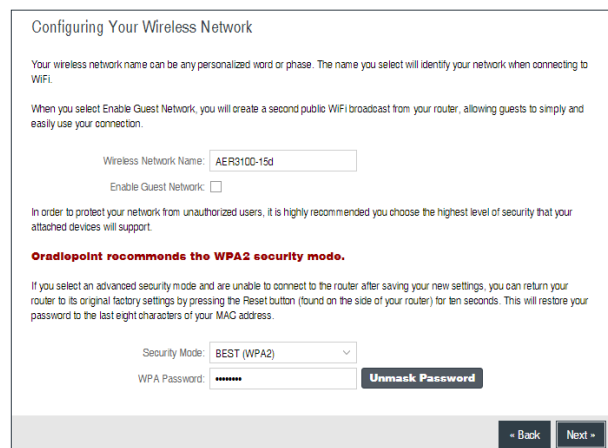 Configuring Your Wireless Network
Your wireless network name can be any personalized word or phase. The name you select will identify your network when connecting to
WiFi.
When you select Enable Guest Network, you will create a second public WiFi broadcast from your router, allowing guests to simply and
easily use your connection.
Wireless Network Name: AER3100-15d
Enable Guest Network:
In order to protect your network from unauthorized users, it is highly recommended you choose the highest level of security that your
attached devices will support.
Cradlepoint recommends the WPA2 security mode.
If you select an advanced security mode and are unable to connect to the router after saving your new settings, you can return your
router to its original factory settings by pressing the Reset button (found on the side of your router) for ten seconds. This will restore your
password to the last eight characters of your MAC address.
Security Mode: BEST (WPA2)
WPA Password: •••••••• Unmask Password
« Back Next »